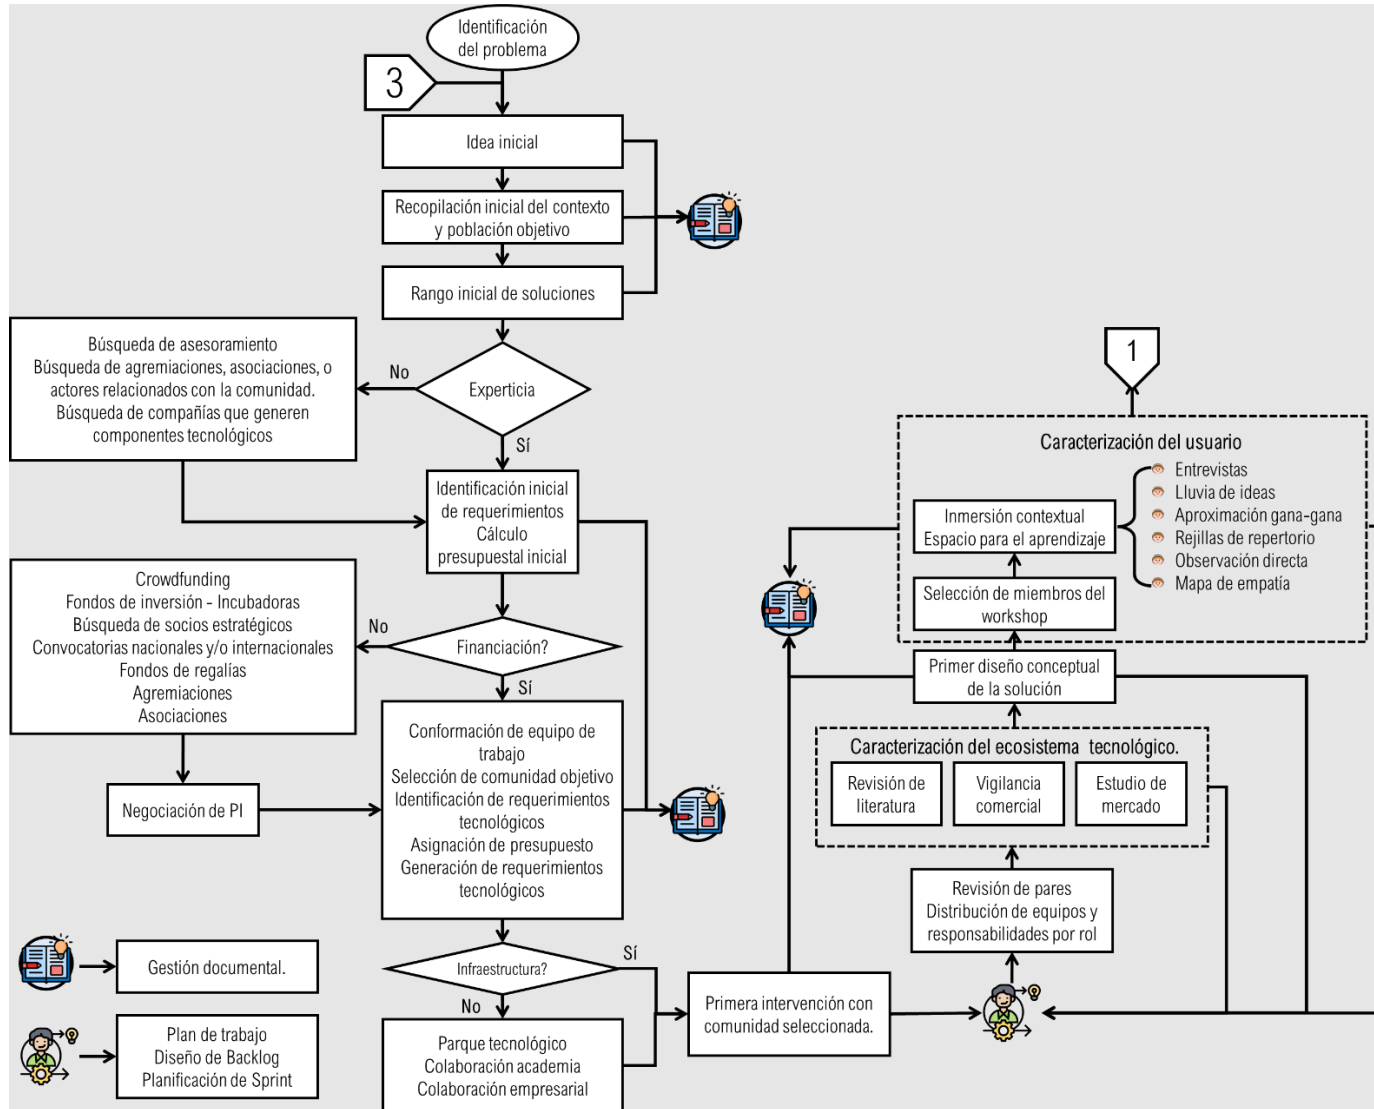 Identificación
del problema
3
Idea inicial
Recopilación inicial del contexto
y población objetivo
Rango inicial de soluciones
Búsqueda de asesoramiento
Búsqueda de agremiaciones, asociaciones, o
actores relacionados con la comunidad.
Búsqueda de compañías que generen
componentes tecnológicos
No
Experticia
Sí
Identificación inicial
de requerimientos
Cálculo
presupuestal inicial
Crowdfunding
Fondos de inversión - Incubadoras
Búsqueda de socios estratégicos
Convocatorias nacionales y/o internacionales
Fondos de regalías
Agremiaciones
Asociaciones
No
Financiación?
Sí
Negociación de PI
Conformación de equipo de
trabajo
Selección de comunidad objetivo
Identificación de requerimientos
tecnológicos
Asignación de presupuesto
Generación de requerimientos
tecnológicos
Infraestructura?
Sí
No
Parque tecnológico
Colaboración academia
Colaboración empresarial
Gestión documental.
Plan de trabajo
Diseño de Backlog
Planificación de Sprint
Primera intervención con
comunidad seleccionada.
1
Caracterización del usuario
Inmersión contextual
Espacio para el aprendizaje
Entrevistas
Lluvia de ideas
Aproximación gana-gana
Rejillas de repertorio
Observación directa
Mapa de empatía
Selección de miembros del
workshop
Primer diseño conceptual
de la solución
Caracterización del ecosistema tecnológico.
Revisión de
literatura
Vigilancia
comercial
Estudio de
mercado
Revisión de pares
Distribución de equipos y
responsabilidades por rol